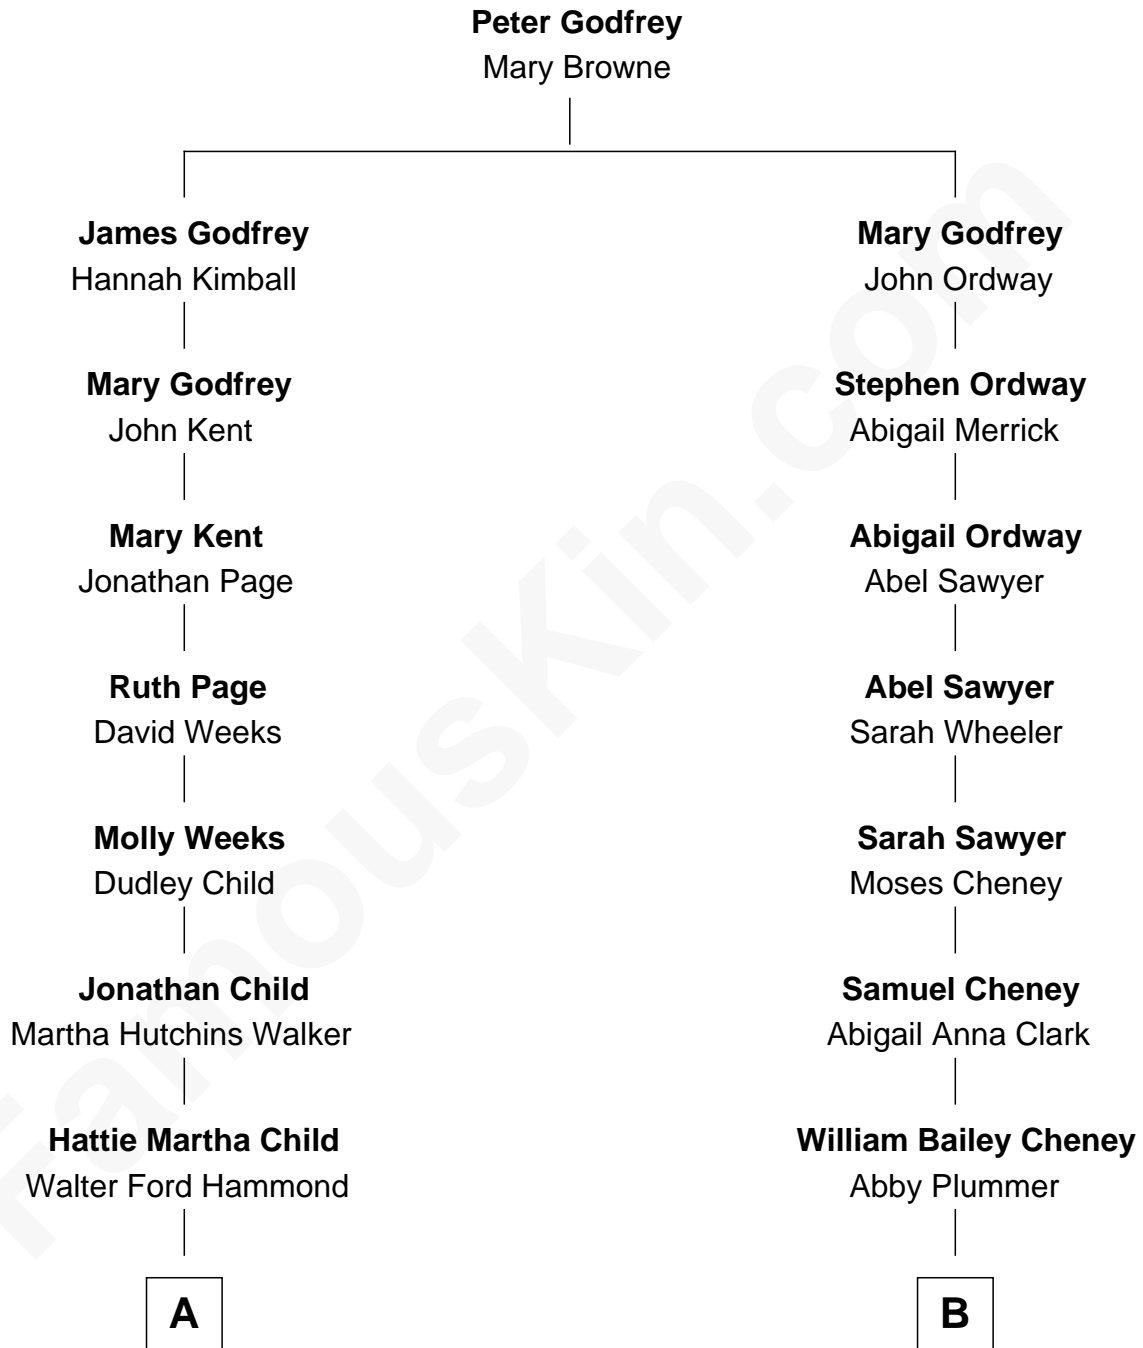 Peter Godfrey
Mary Browne
James Godfrey
Hannah Kimball
Mary Godfrey
John Ordway
Mary Godfrey
John Kent
Stephen Ordway
Abigail Merrick
Mary Kent
Jonathan Page
Abigail Ordway
Abel Sawyer
Ruth Page
David Weeks
Abel Sawyer
Sarah Wheeler
Molly Weeks
Dudley Child
Sarah Sawyer
Moses Cheney
Jonathan Child
Martha Hutchins Walker
Samuel Cheney
Abigail Anna Clark
Hattie Martha Child
Walter Ford Hammond
William Bailey Cheney
Abby Plummer
A
B
FamousKin.com